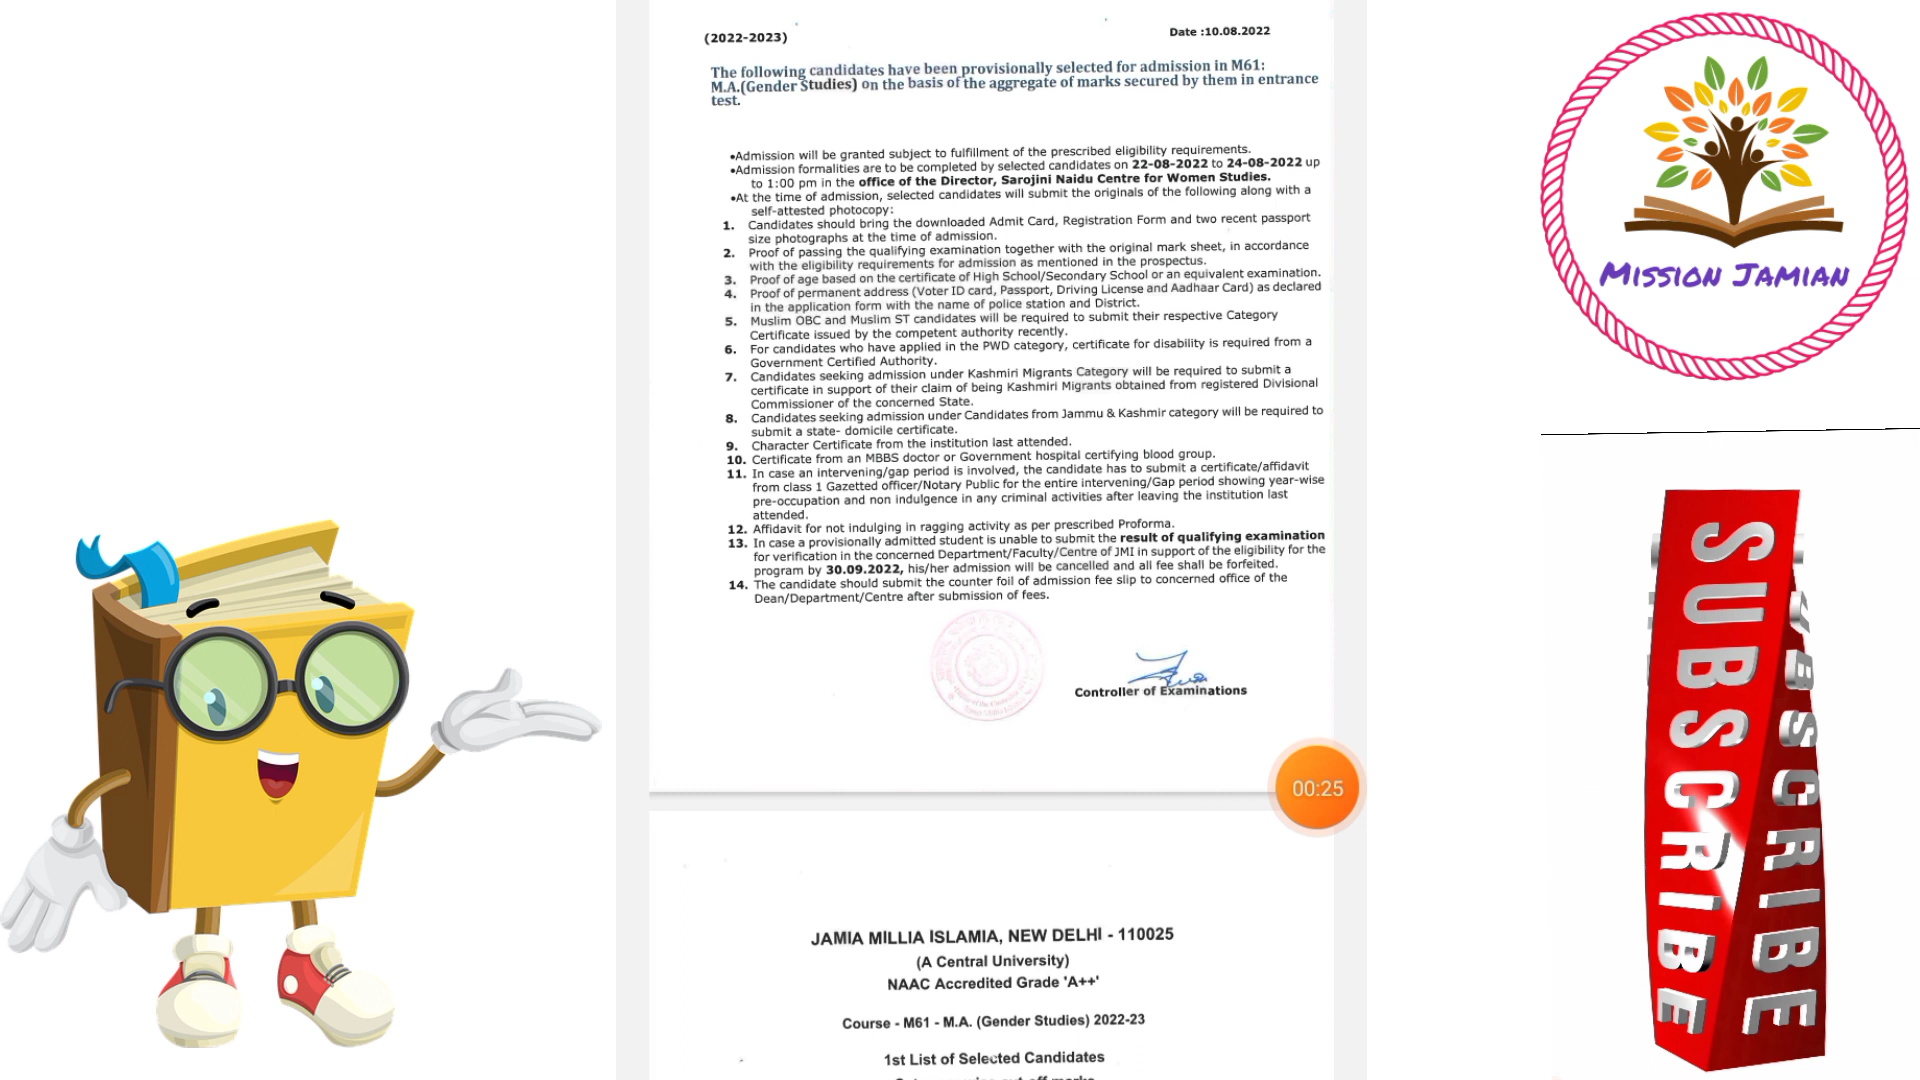 (2022-2023)
Date :10.08.2022
The following candidates have been provisionally selected for admission in M61:
M.A.(Gender Studies) on the basis of the aggregate of marks secured by them in entrance
test.
•Admission will be granted subject to fulfillment of the prescribed eligibility requirements.
•Admission formalities are to be completed by selected candidates on 22-08-2022 to 24-08-2022 up
to 1:00 pm in the office of the Director, Sarojini Naidu Centre for Women Studies.
•At the time of admission, selected candidates will submit the originals of the following along with a
self-attested photocopy:
1. Candidates should bring the downloaded Admit Card, Registration Form and two recent passport
size photographs at the time of admission.
2. Proof of passing the qualifying examination together with the original mark sheet, in accordance
with the eligibility requirements for admission as mentioned in the prospectus.
3. Proof of age based on the certificate of High School/Secondary School or an equivalent examination.
4. Proof of permanent address (Voter ID card, Passport, Driving License and Aadhaar Card) as declared
in the application form with the name of police station and District.
5. Muslim OBC and Muslim ST candidates will be required to submit their respective Category
Certificate issued by the competent authority recently.
6. For candidates who have applied in the PWD category, certificate for disability is required from a
Government Certified Authority.
7. Candidates seeking admission under Kashmiri Migrants Category will be required to submit a
certificate in support of their claim of being Kashmiri Migrants obtained from registered Divisional
Commissioner of the concerned State.
8. Candidates seeking admission under Candidates from Jammu & Kashmir category will be required to
submit a state- domicile certificate.
9. Character Certificate from the institution last attended.
10. Certificate from an MBBS doctor or Government hospital certifying blood group.
11. In case an intervening/gap period is involved, the candidate has to submit a certificate/affidavit
from class 1 Gazetted officer/Notary Public for the entire intervening/Gap period showing year-wise
pre-occupation and non indulgence in any criminal activities after leaving the institution last
attended.
12. Affidavit for not indulging in ragging activity as per prescribed Proforma.
13. In case a provisionally admitted student is unable to submit the result of qualifying examination
for verification in the concerned Department/Faculty/Centre of JMI in support of the eligibility for the
program by 30.09.2022, his/her admission will be cancelled and all fee shall be forfeited.
14. The candidate should submit the counter foil of admission fee slip to concerned office of the
Dean/Department/Centre after submission of fees.
Controller of Examinations
00:25
JAMIA MILLIA ISLAMIA, NEW DELHI - 110025
(A Central University)
NAAC Accredited Grade 'A++'
Course - M61 - M.A. (Gender Studies) 2022-23
1st List of Selected Candidates
MISSION JAMIAN
SUBSCRIBE
SUBSCRIBE